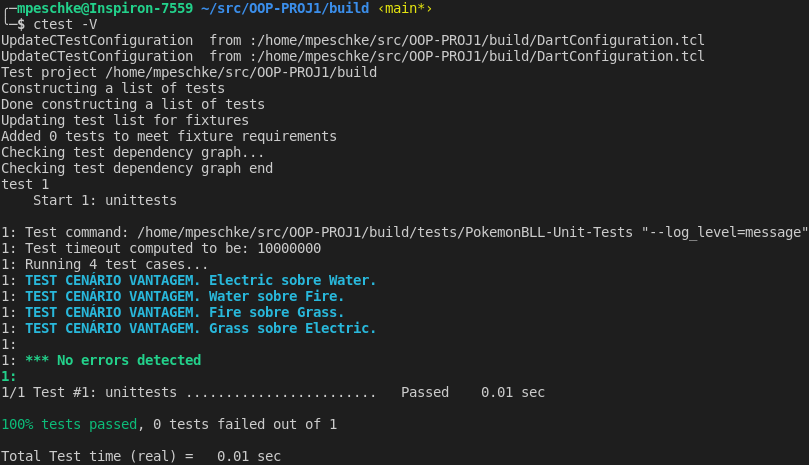 ╭─mpeschke@Inspiron-7559 ~/src/OOP-PROJ1/build ‹main*›
╰─$ ctest -V
UpdateCTestConfiguration  from :/home/mpeschke/src/OOP-PROJ1/build/DartConfiguration.tcl
UpdateCTestConfiguration  from :/home/mpeschke/src/OOP-PROJ1/build/DartConfiguration.tcl
Test project /home/mpeschke/src/OOP-PROJ1/build
Constructing a list of tests
Done constructing a list of tests
Updating test list for fixtures
Added 0 tests to meet fixture requirements
Checking test dependency graph...
Checking test dependency graph end
test 1
    Start 1: unittests
1: Test command: /home/mpeschke/src/OOP-PROJ1/build/tests/PokemonBLL-Unit-Tests "--log_level=message"
1: Test timeout computed to be: 10000000
1: Running 4 test cases...
1: TEST CENÁRIO VANTAGEM. Electric sobre Water.
1: TEST CENÁRIO VANTAGEM. Water sobre Fire.
1: TEST CENÁRIO VANTAGEM. Fire sobre Grass.
1: TEST CENÁRIO VANTAGEM. Grass sobre Electric.
1:
1: *** No errors detected
1:
1/1 Test #1: unittests ........................   Passed    0.01 sec
100% tests passed, 0 tests failed out of 1
Total Test time (real) =   0.01 sec